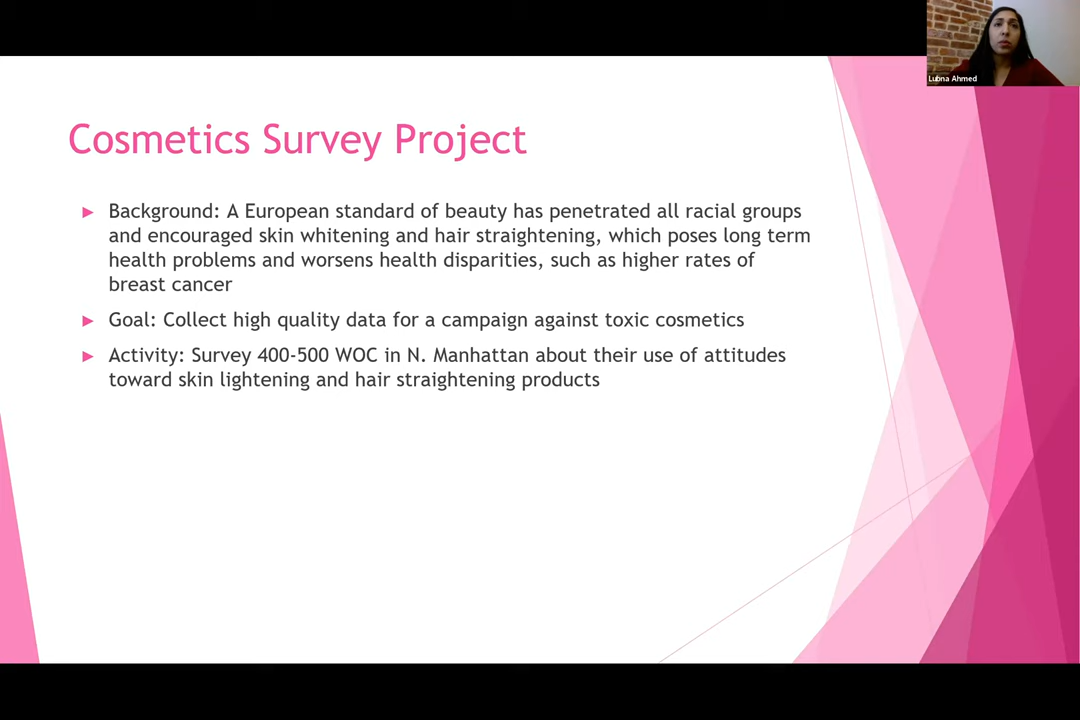 Lubna Ahmed
Cosmetics Survey Project
Background: A European standard of beauty has penetrated all racial groups
and encouraged skin whitening and hair straightening, which poses long term
health problems and worsens health disparities, such as higher rates of
breast cancer
Goal: Collect high quality data for a campaign against toxic cosmetics
Activity: Survey 400-500 WOC in N. Manhattan about their use of attitudes
toward skin lightening and hair straightening products